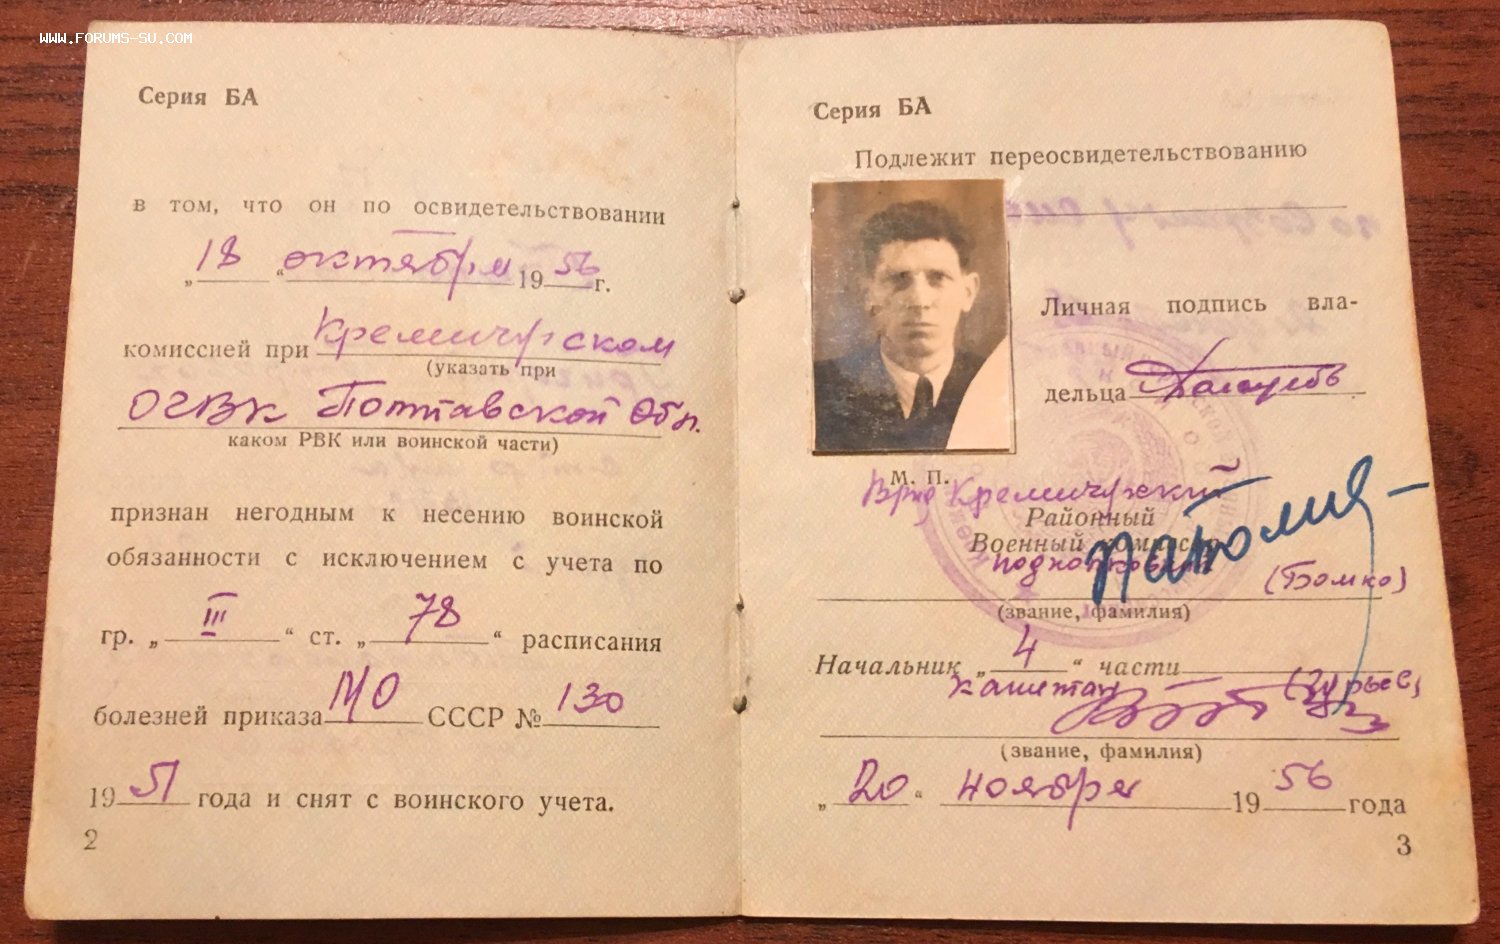 WWW.FORUMS-SU.COM
Серия БА
в том, что он по освидетельствовании
„18“ октября 1956 г.
комиссией при Кременчугском
(указать при
ОГВК Полтавской Обл.
каком РВК или воинской части)
признан негодным к несению воинской
обязанности с исключением с учета по
гр. „III“ ст. „78“ расписания
болезней приказа МО СССР № 130
1951 года и снят с воинского учета.
2
Серия БА
Подлежит переосвидетельствованию
Личная подпись вла-
дельца
М. П.
Врид Кременчугский
Районный
Военный комиссар
подполковник
(Бомко)
(звание, фамилия)
Начальник „4“ части
капитан (Гурьев)
(звание, фамилия)
„20“ ноября 1956 года
3